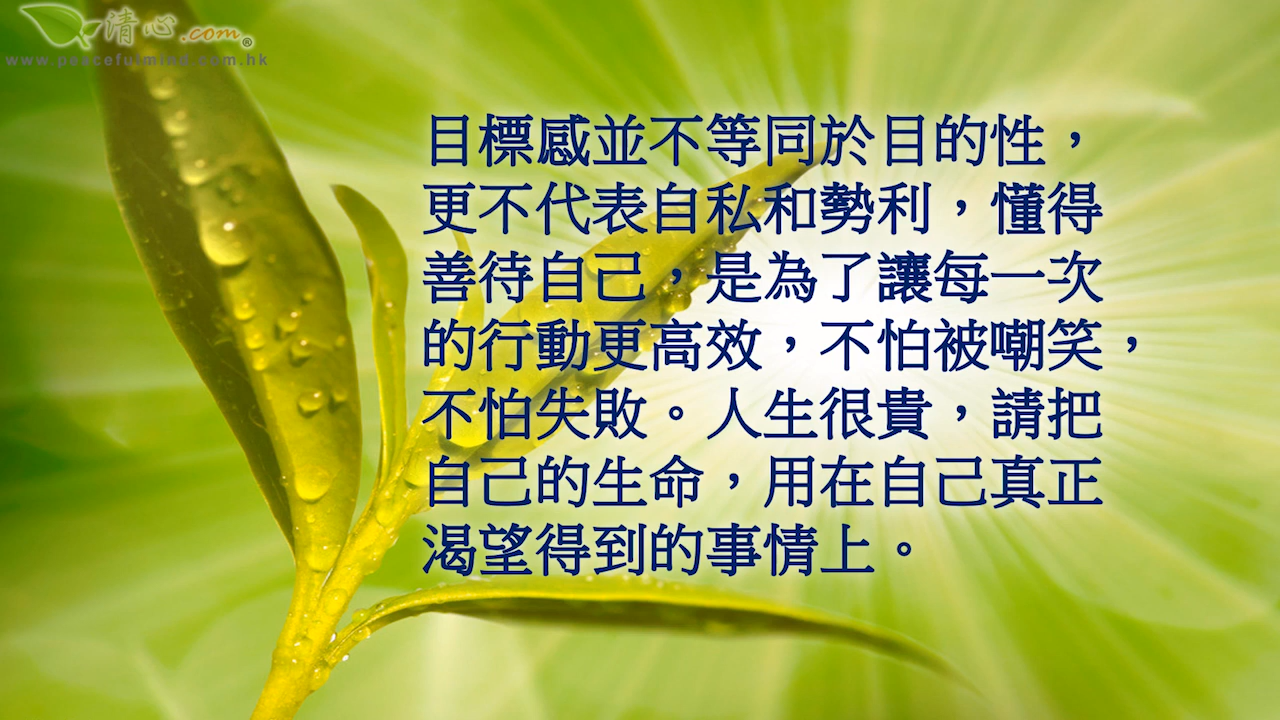 清心.com®
www.peacefulmind.com.hk
目標感並不等同於目的性，
更不代表自私和勢利，懂得
善待自己，是為了讓每一次
的行動更高效，不怕被嘲笑，
不怕失敗。人生很貴，請把
自己的生命，用在自己真正
渴望得到的事情上。